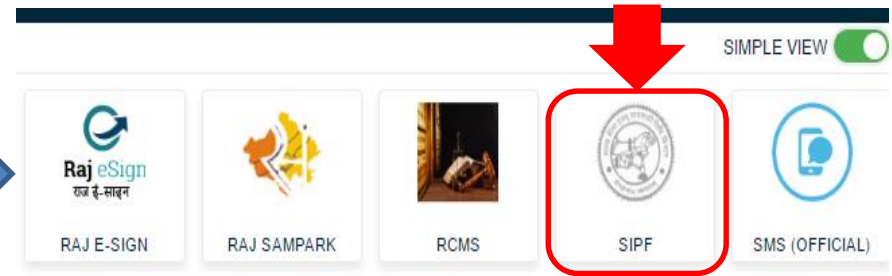 SIMPLE VIEW
Raj eSign
राज ई-साइन
RAJ E-SIGN
RAJ SAMPARK
RCMS
SIPF
SMS (OFFICIAL)